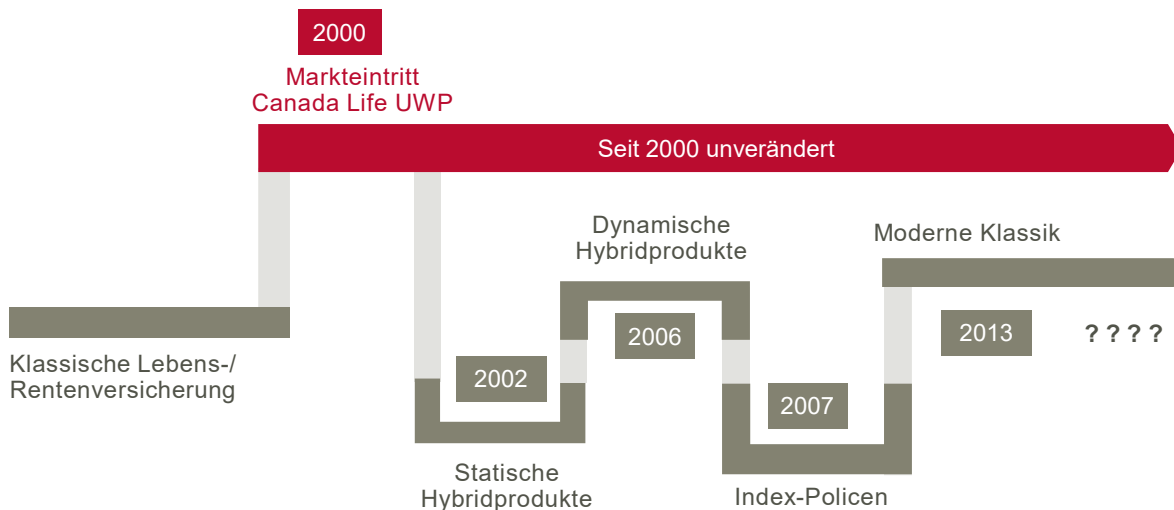 2000
Markteintritt
Canada Life UWP
Seit 2000 unverändert
Klassische Lebens-/
Rentenversicherung
2002
Statische
Hybridprodukte
Dynamische
Hybridprodukte
2006
2007
Index-Policen
Moderne Klassik
2013
? ? ? ?